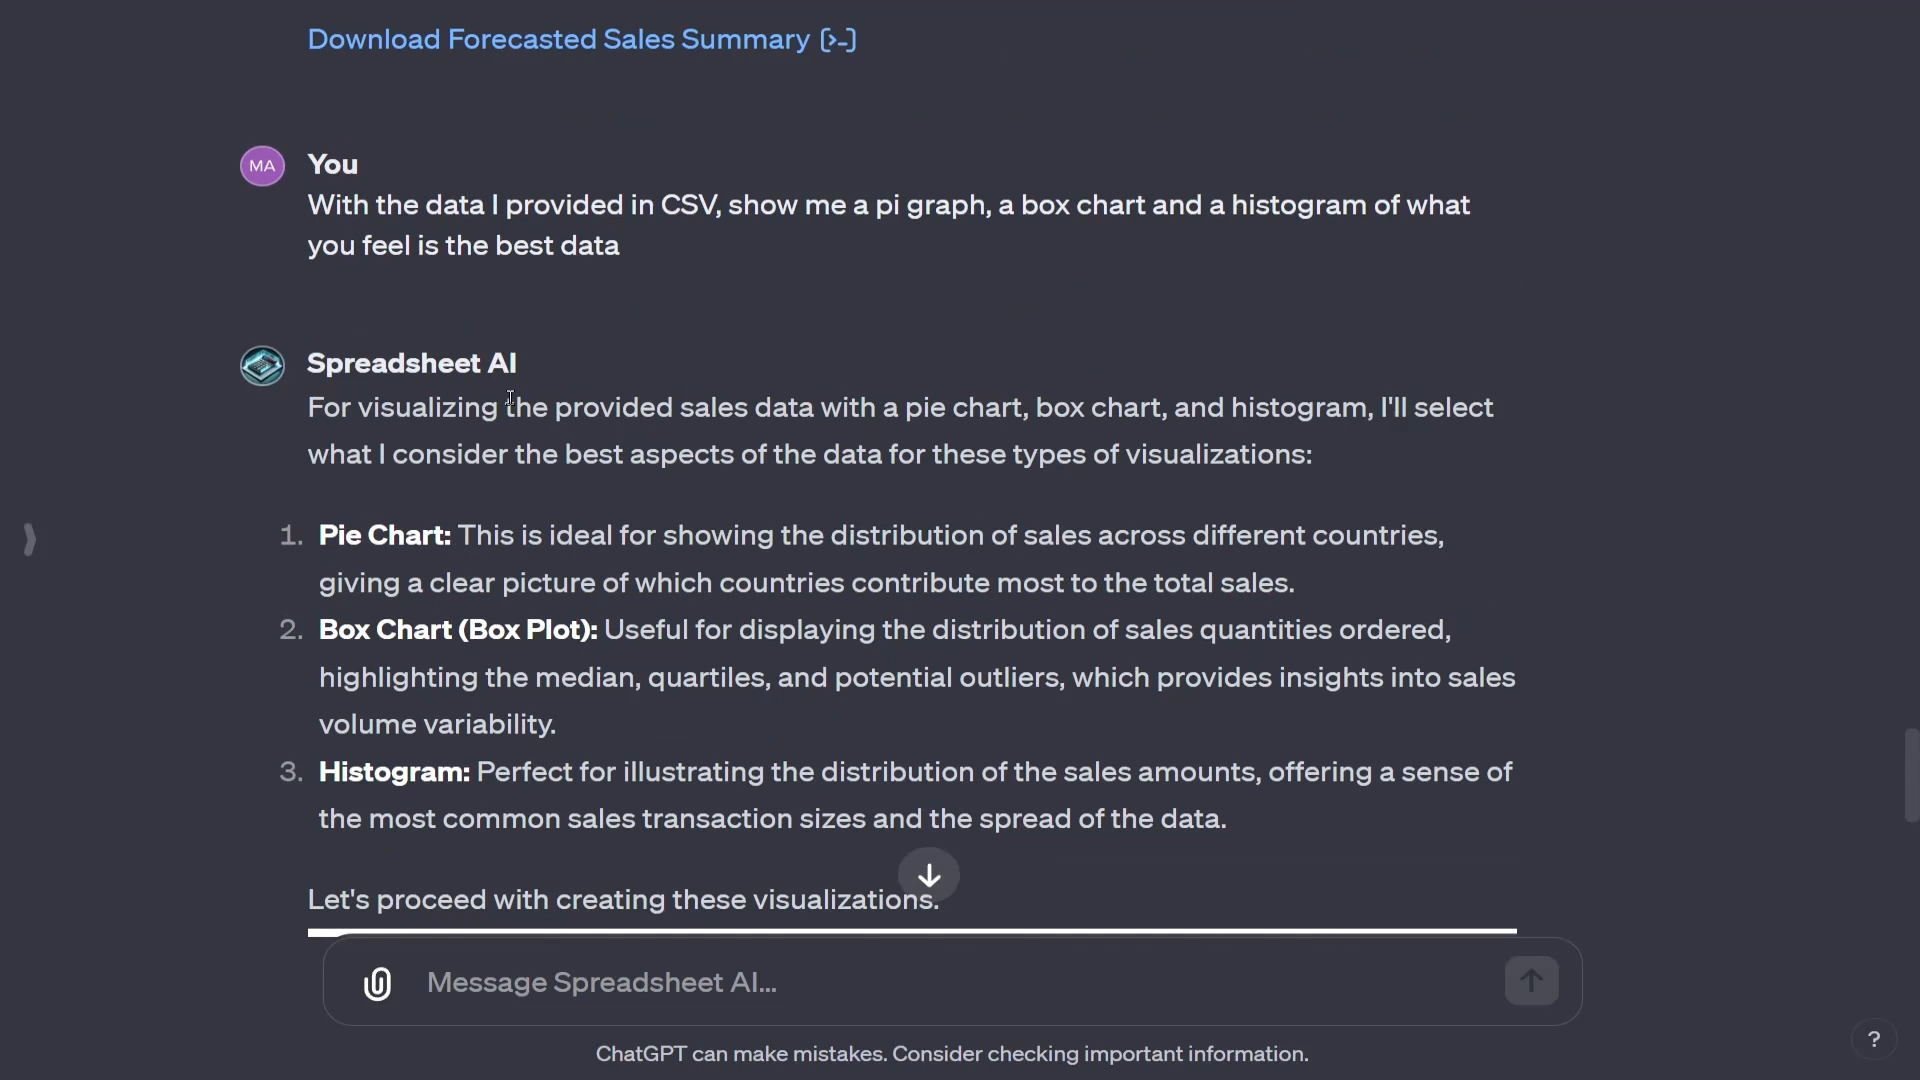 Download Forecasted Sales Summary [>-]
MA
You
With the data I provided in CSV, show me a pi graph, a box chart and a histogram of what
you feel is the best data
Spreadsheet AI
For visualizing the provided sales data with a pie chart, box chart, and histogram, I'll select
what I consider the best aspects of the data for these types of visualizations:
1. Pie Chart: This is ideal for showing the distribution of sales across different countries,
giving a clear picture of which countries contribute most to the total sales.
2. Box Chart (Box Plot): Useful for displaying the distribution of sales quantities ordered,
highlighting the median, quartiles, and potential outliers, which provides insights into sales
volume variability.
3. Histogram: Perfect for illustrating the distribution of the sales amounts, offering a sense of
the most common sales transaction sizes and the spread of the data.
Let's proceed with creating these visualizations.
Message Spreadsheet AI...
ChatGPT can make mistakes. Consider checking important information.
?